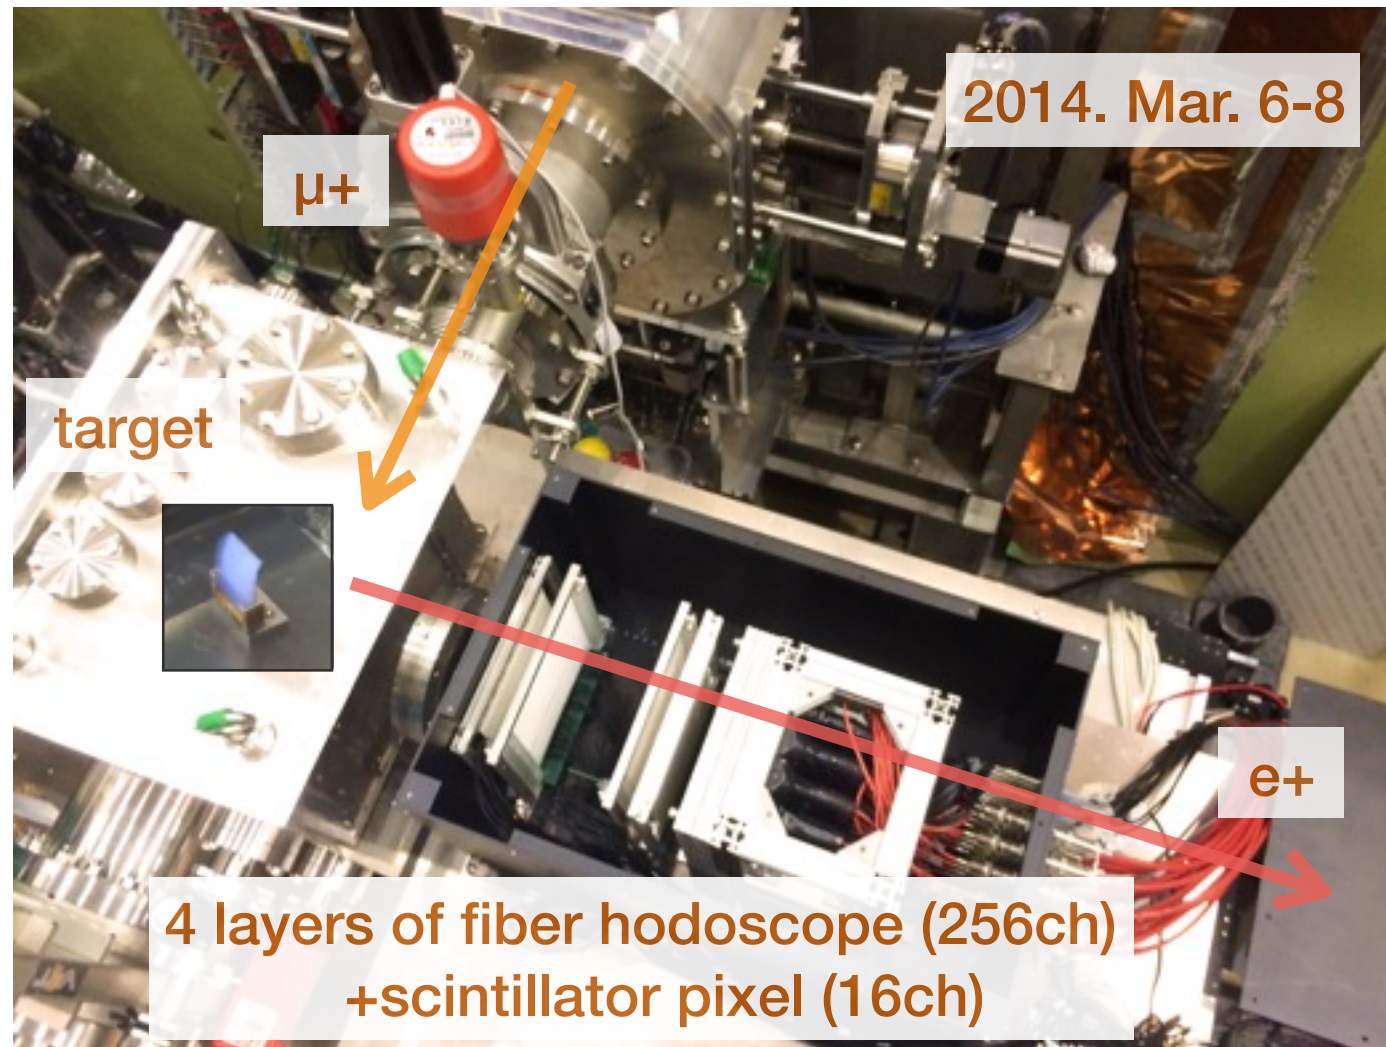 2014. Mar. 6-8
μ+
target
e+
4 layers of fiber hodoscope (256ch)
+scintillator pixel (16ch)